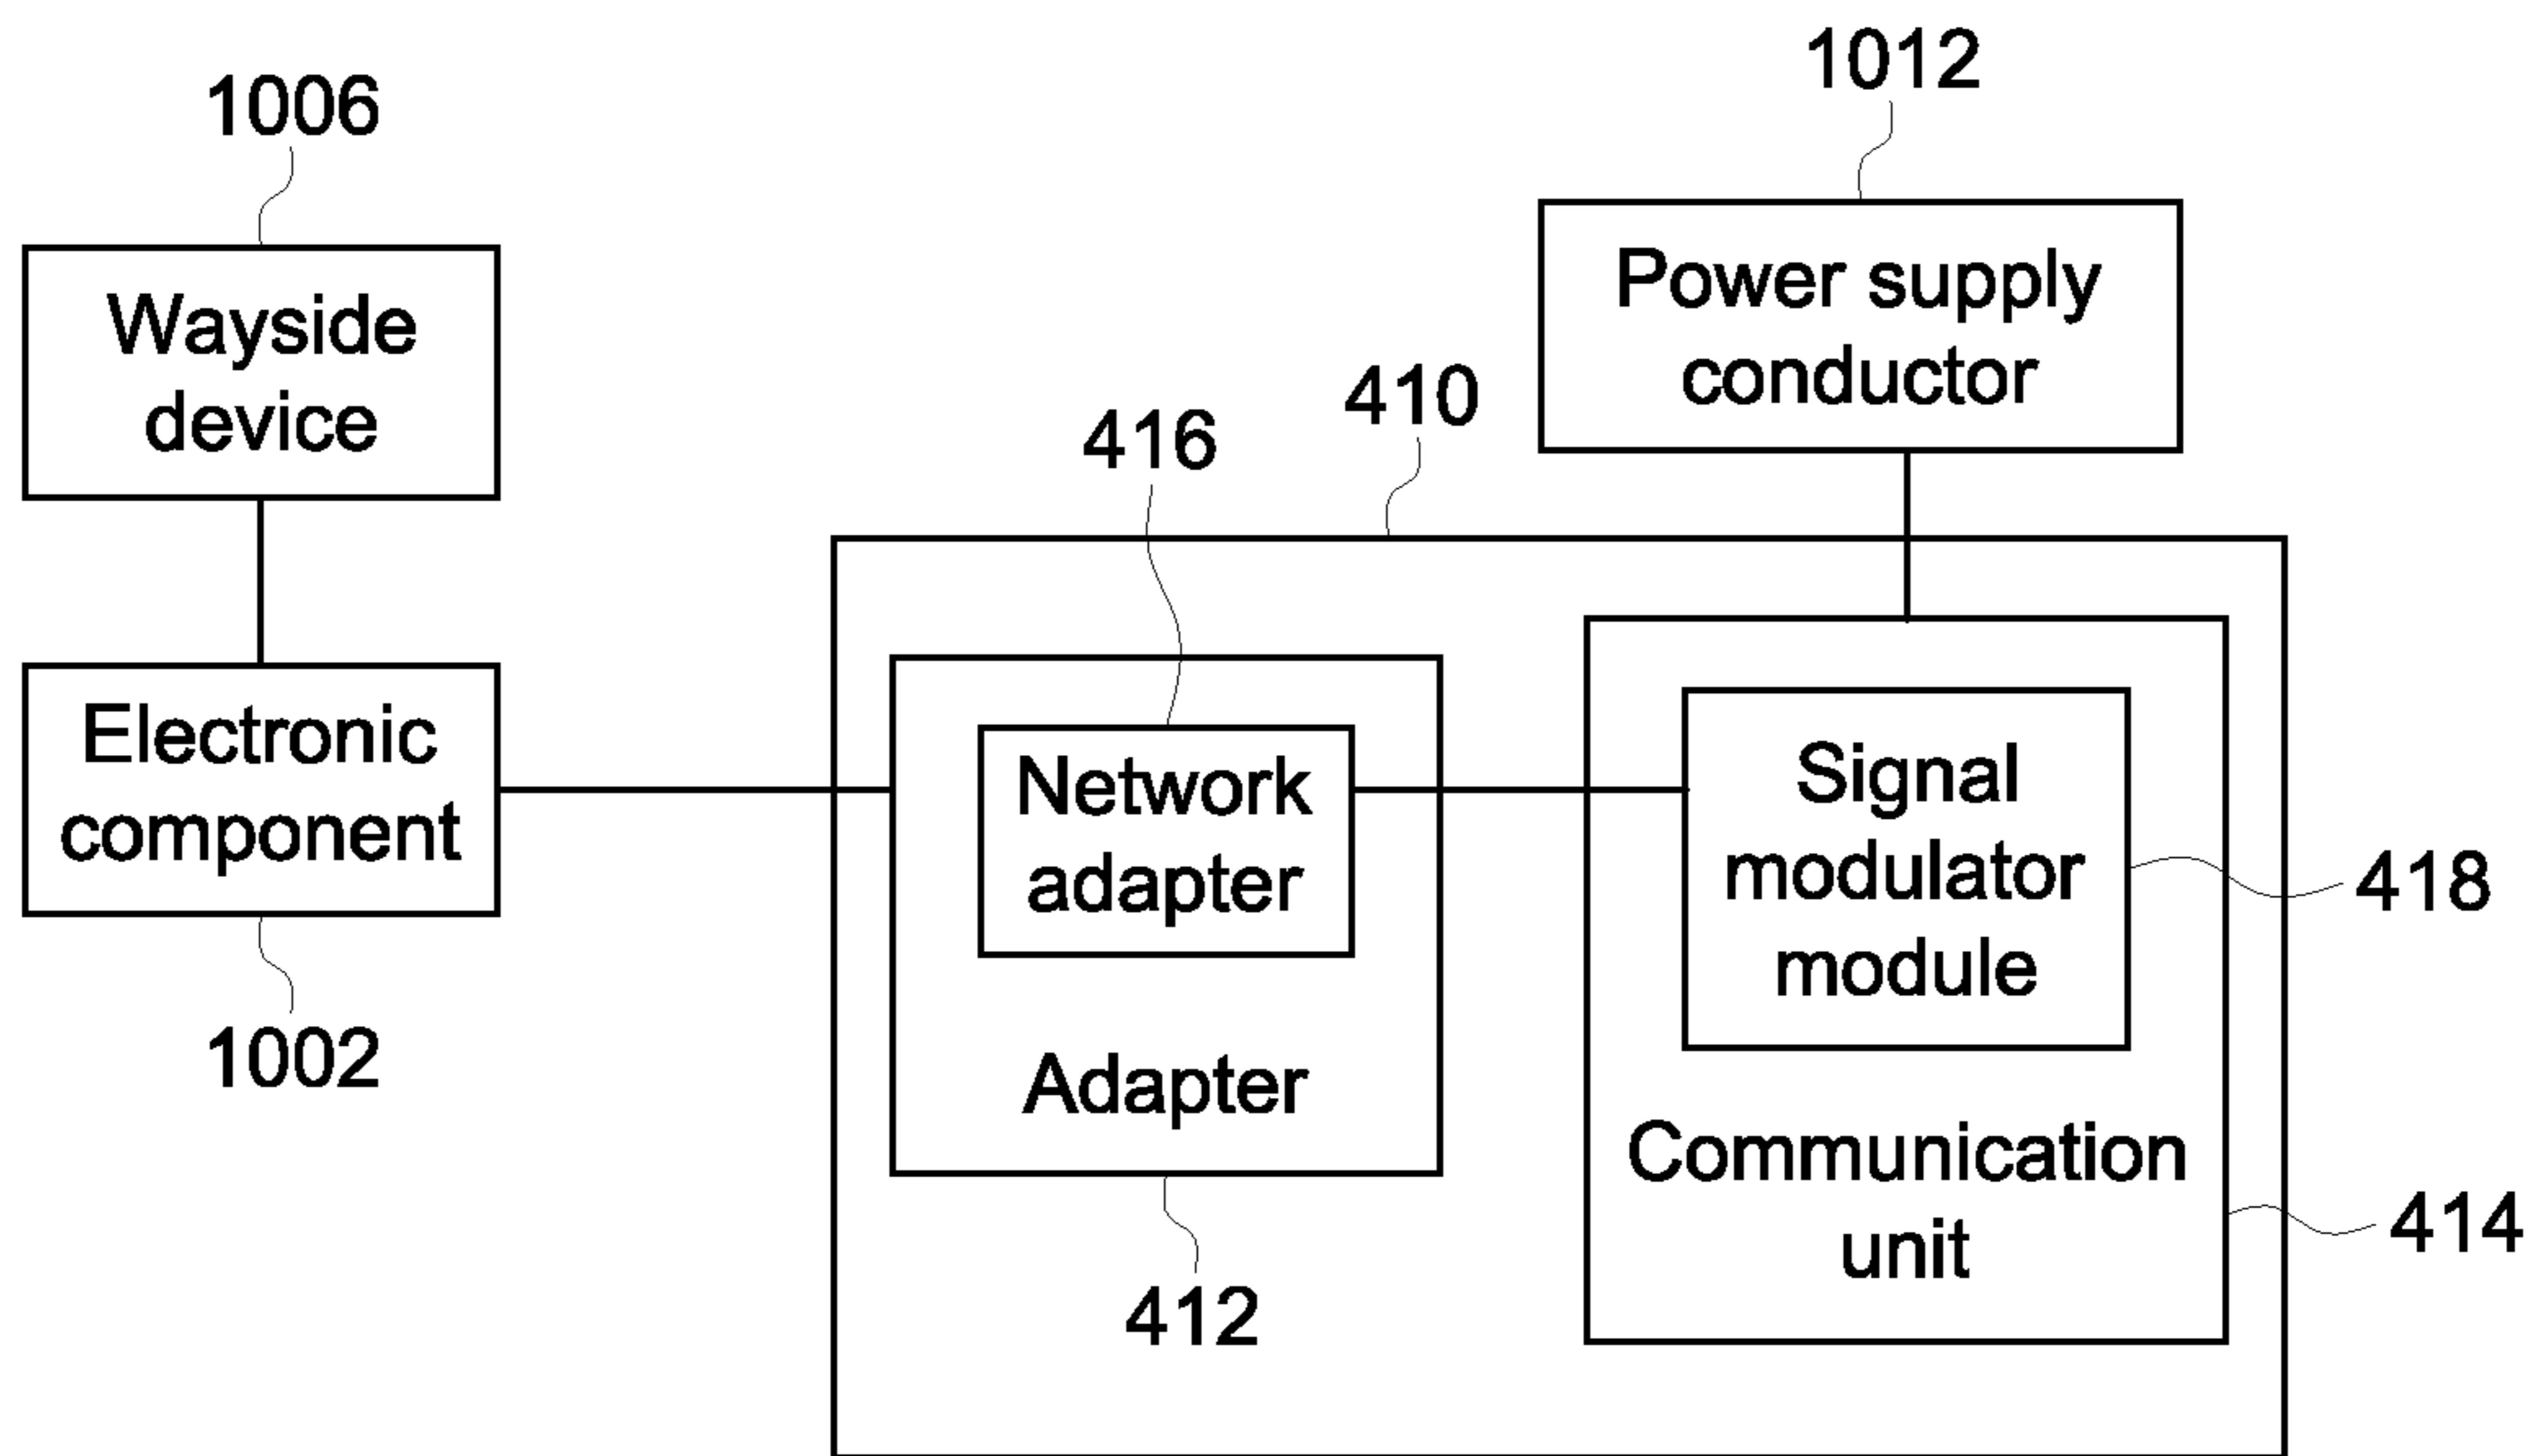 1012
1006
Power supply
conductor
Wayside
device
410
416
Electronic
component
Network
adapter
Signal
modulator
module
418
1002
Adapter
Communication
unit
414
412